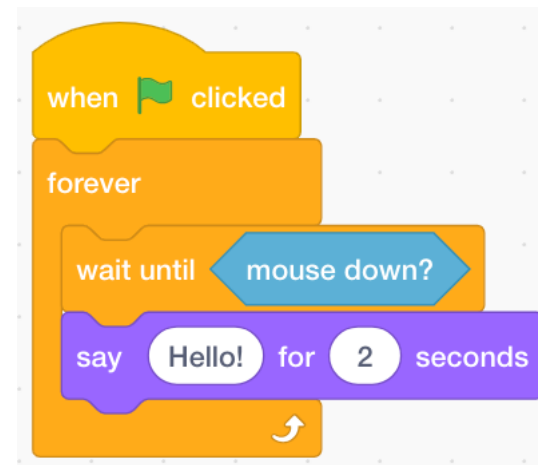 when clicked
forever
wait until mouse down?
say Hello! for 2 seconds